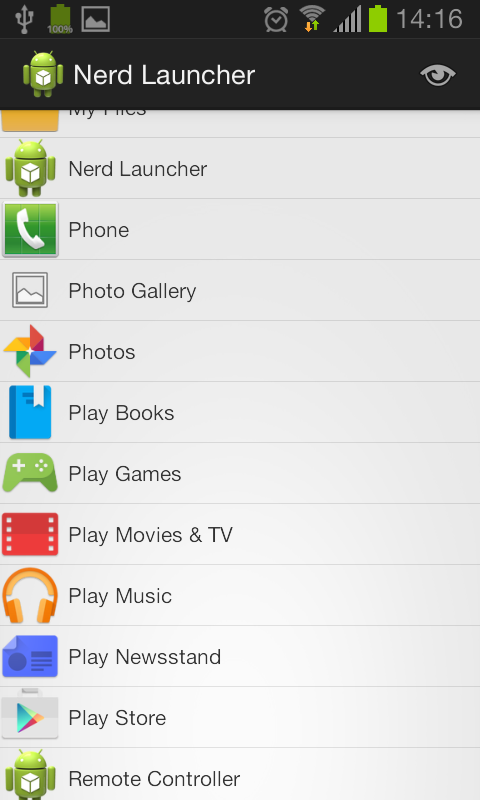 100%
14:16
Nerd Launcher
My Files
Nerd Launcher
Phone
Photo Gallery
Photos
Play Books
Play Games
Play Movies & TV
Play Music
Play Newsstand
Play Store
Remote Controller